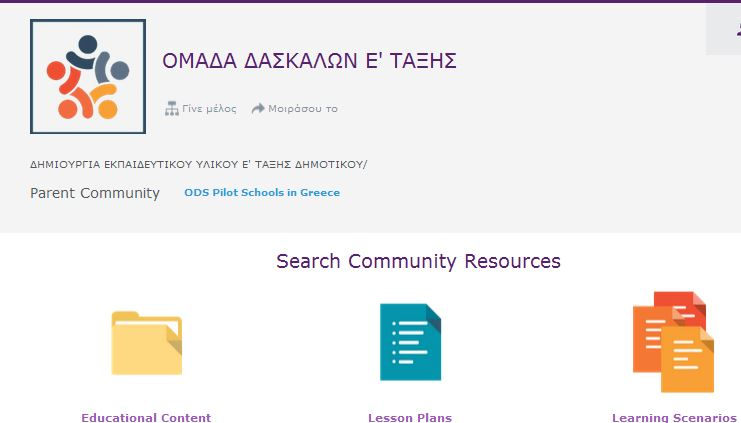 ΟΜΑΔΑ ΔΑΣΚΑΛΩΝ Ε' ΤΑΞΗΣ
Γίνε μέλος Μοιράσου το
ΔΗΜΙΟΥΡΓΙΑ ΕΚΠΑΙΔΕΥΤΙΚΟΥ ΥΛΙΚΟΥ Ε' ΤΑΞΗΣ ΔΗΜΟΤΙΚΟΥ/
Parent Community ODS Pilot Schools in Greece
Search Community Resources
Educational Content Lesson Plans Learning Scenarios